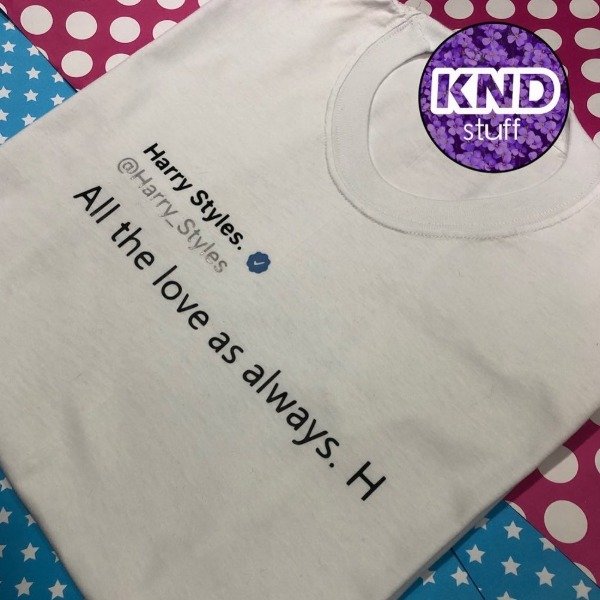 KND
stuff
Harry Styles.
@Harry_Styles
All the love as always. H